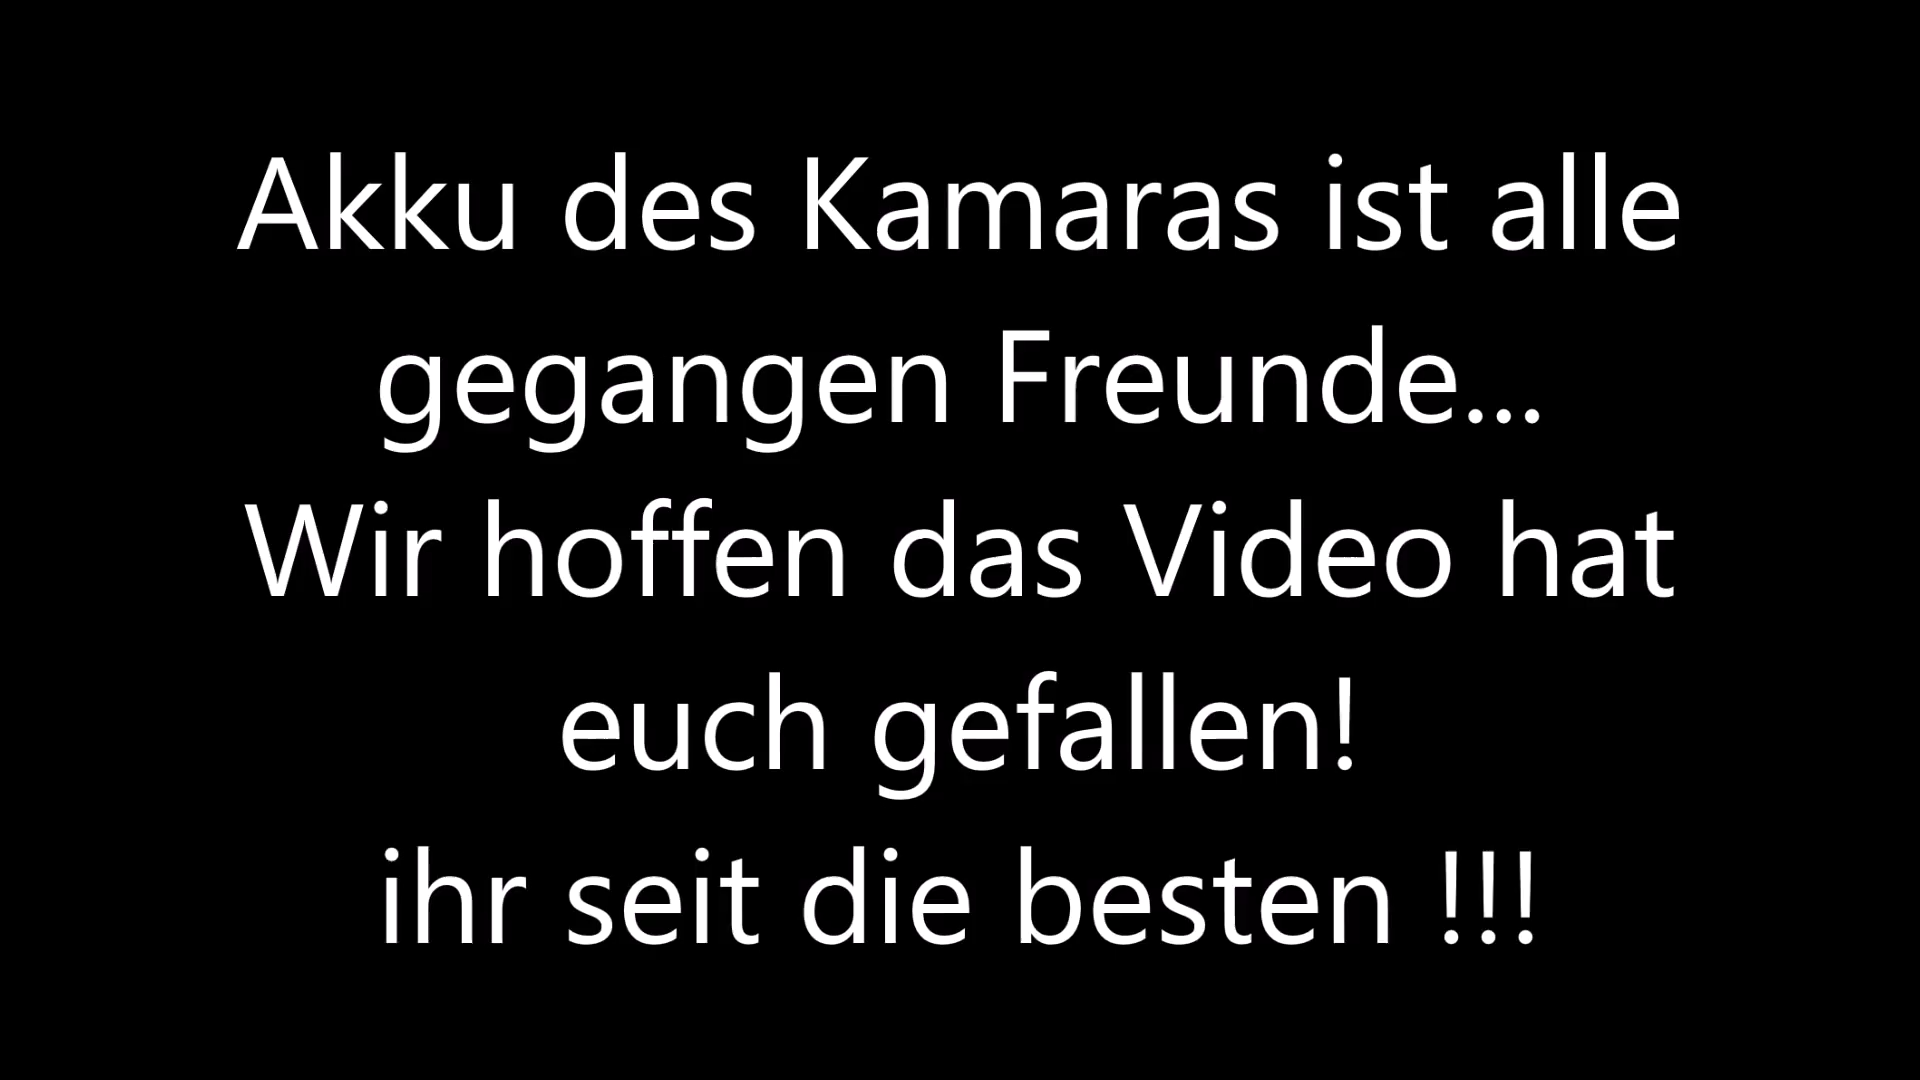 Akku des Kamaras ist alle
gegangen Freunde...
Wir hoffen das Video hat
euch gefallen!
ihr seit die besten !!!